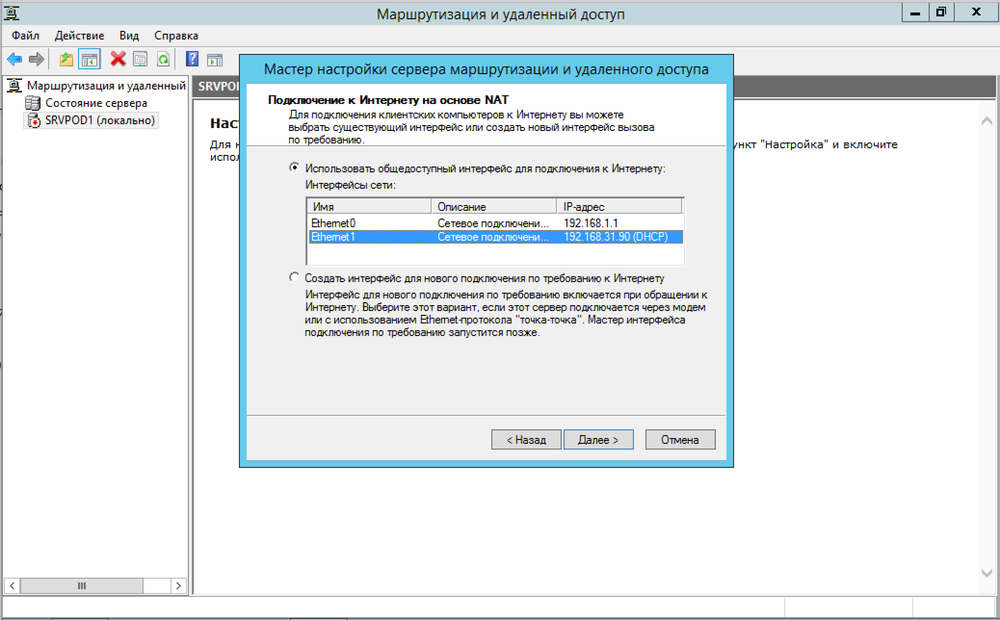 Маршрутизация и удаленный доступ
Файл Действие Вид Справка
Маршрутизация и удаленный
Состояние сервера
SRVPOD1 (локально)
Мастер настройки сервера маршрутизации и удаленного доступа
Подключение к Интернету на основе NAT
Для подключения клиентских компьютеров к Интернету вы можете
выбрать существующий интерфейс или создать новый интерфейс вызова
по требованию.
Использовать общедоступный интерфейс для подключения к Интернету:
Интерфейсы сети:
Имя Описание IP-адрес
Ethernet0 Сетевое подключени... 192.168.1.1
Ethernet1 Сетевое подключени... 192.168.31.90 (DHCP)
Создать интерфейс для нового подключения по требованию к Интернету
Интерфейс для нового подключения по требованию включается при обращении к
Интернету. Выберите этот вариант, если этот сервер подключается через модем
или с использованием Ethernet-протокола "точка-точка". Мастер интерфейса
подключения по требованию запустится позже.
< Назад Далее > Отмена
Для "Настройка" и включите